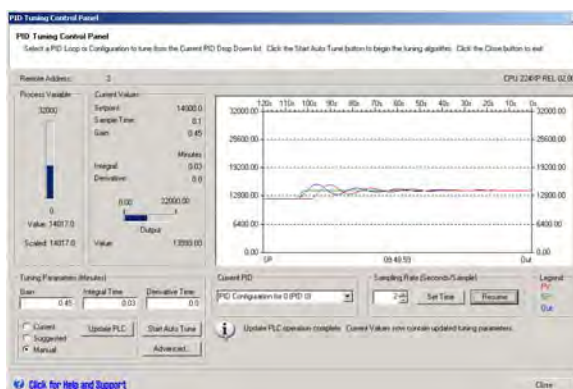 PID Tuning Control Panel
PID Tuning Control Panel
Select a PID Loop or Configuration to tune from the Current PID Drop Down list. Click the Start Auto Tune button to begin the tuning algorithm. Click the Close button to exit
Remote Address: 2
CPU 224XP REL 02.00
Process Variable
32000
0
Value: 14017.0
Scaled: 14017.0
Current Values
Setpoint: 14000.0
Sample Time: 0.1
Gain: 0.45
Minutes
Integral: 0.03
Derivative: 0.0
0.00 32000.00
Output
Value:
120s 110s 100s 90s 80s 70s 60s 50s 40s 30s 20s 10s 0s
32000.00 32000.00
25600.00 25600.00
19200.00 19200.00
12800.00 12800.00
6400.00 6400.00
0.00 0.00
Out
Tuning Parameters (Minutes)
Gain Integral Time Derivative Time
0.45 0.03 0.0
Current
Suggested
Manual
Update PLC
Start Auto Tune
Advanced...
Current PID
PID Configuration for 0 (PID 0)
Sampling Rate (Seconds/Sample)
2
Set Time
Resume
Legend
PV
SP
Out
Update PLC operation complete. Current Values now contain updated tuning parameters.
Click for Help and Support
Close